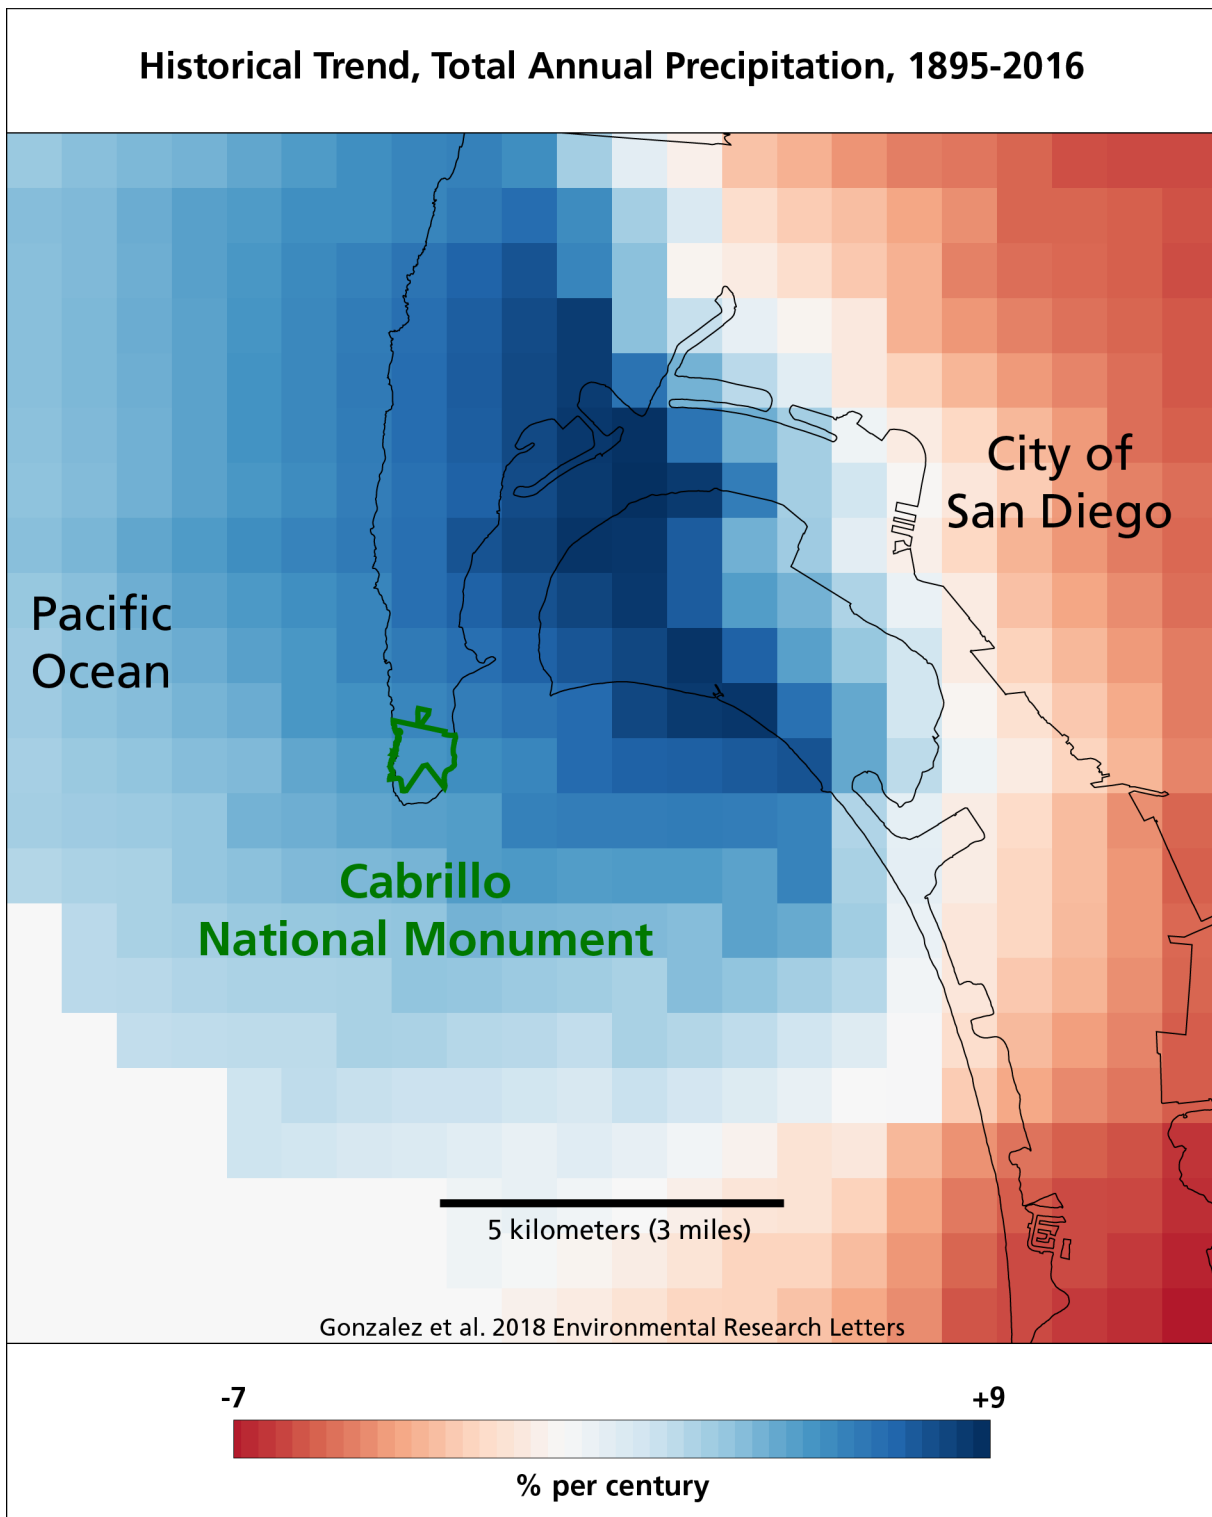 Historical Trend, Total Annual Precipitation, 1895-2016
City of
San Diego
Pacific
Ocean
Cabrillo
National Monument
5 kilometers (3 miles)
Gonzalez et al. 2018 Environmental Research Letters
-7
+9
% per century